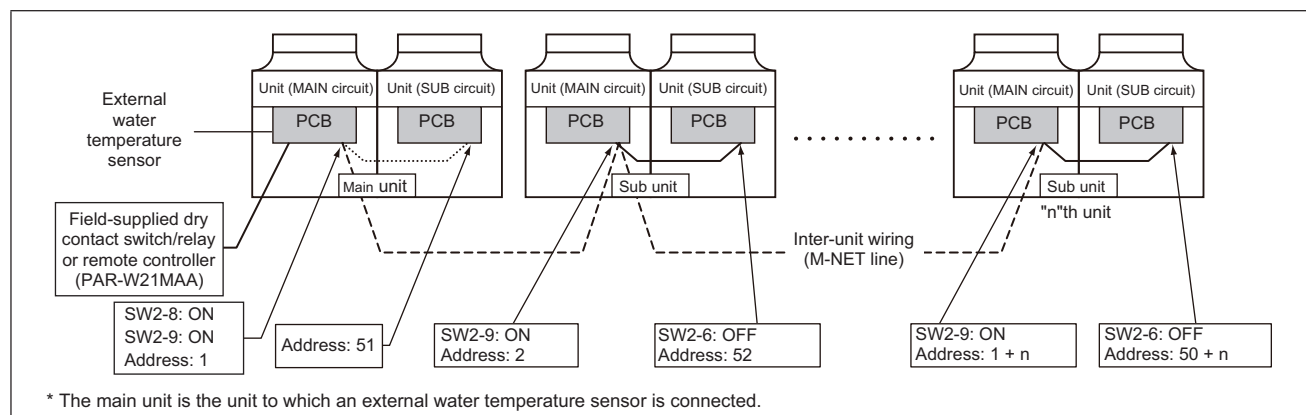 Unit (MAIN circuit)
Unit (SUB circuit)
Unit (MAIN circuit)
Unit (SUB circuit)
Unit (MAIN circuit)
Unit (SUB circuit)
External
water
temperature
sensor
PCB
PCB
PCB
PCB
PCB
PCB
Main unit
Sub unit
Sub unit
"n"th unit
Field-supplied dry
contact switch/relay
or remote controller
(PAR-W21MAA)
Inter-unit wiring
(M-NET line)
SW2-8: ON
SW2-9: ON
Address: 1
Address: 51
SW2-9: ON
Address: 2
SW2-6: OFF
Address: 52
SW2-9: ON
Address: 1 + n
SW2-6: OFF
Address: 50 + n
* The main unit is the unit to which an external water temperature sensor is connected.